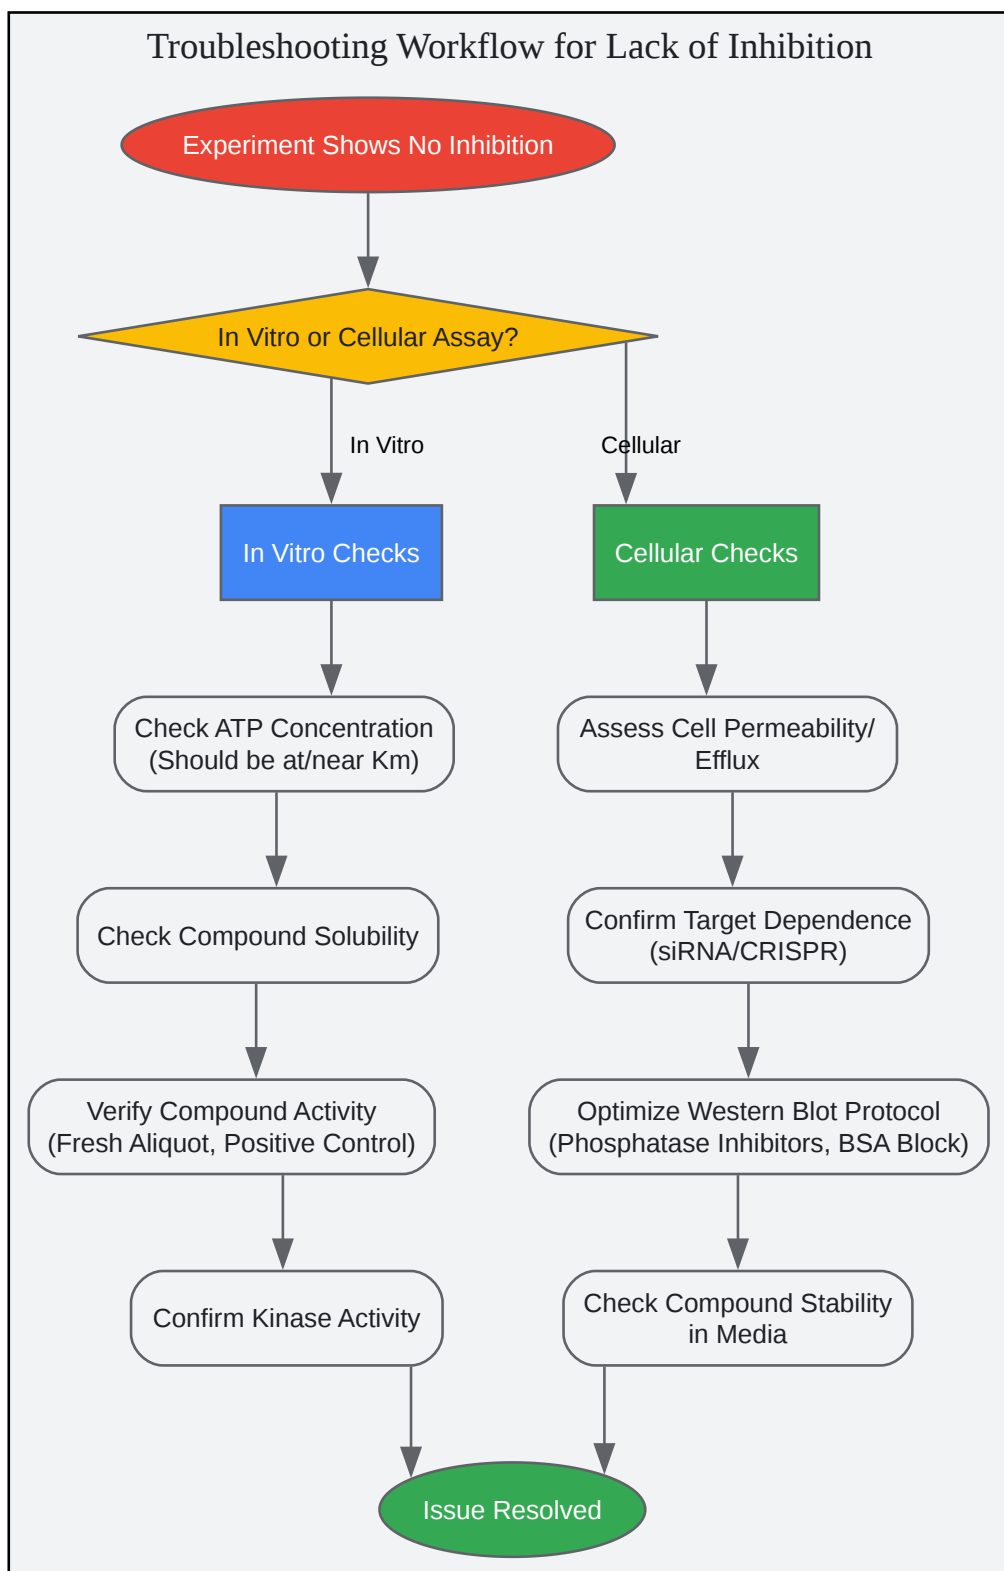 Troubleshooting Workflow for Lack of Inhibition
Experiment Shows No Inhibition
In Vitro or Cellular Assay?
In Vitro
Cellular
In Vitro Checks
Cellular Checks
Check ATP Concentration
(Should be at/near Km)
Assess Cell Permeability/
Efflux
Check Compound Solubility
Confirm Target Dependence
(siRNA/CRISPR)
Verify Compound Activity
(Fresh Aliquot, Positive Control)
Optimize Western Blot Protocol
(Phosphatase Inhibitors, BSA Block)
Confirm Kinase Activity
Check Compound Stability
in Media
Issue Resolved